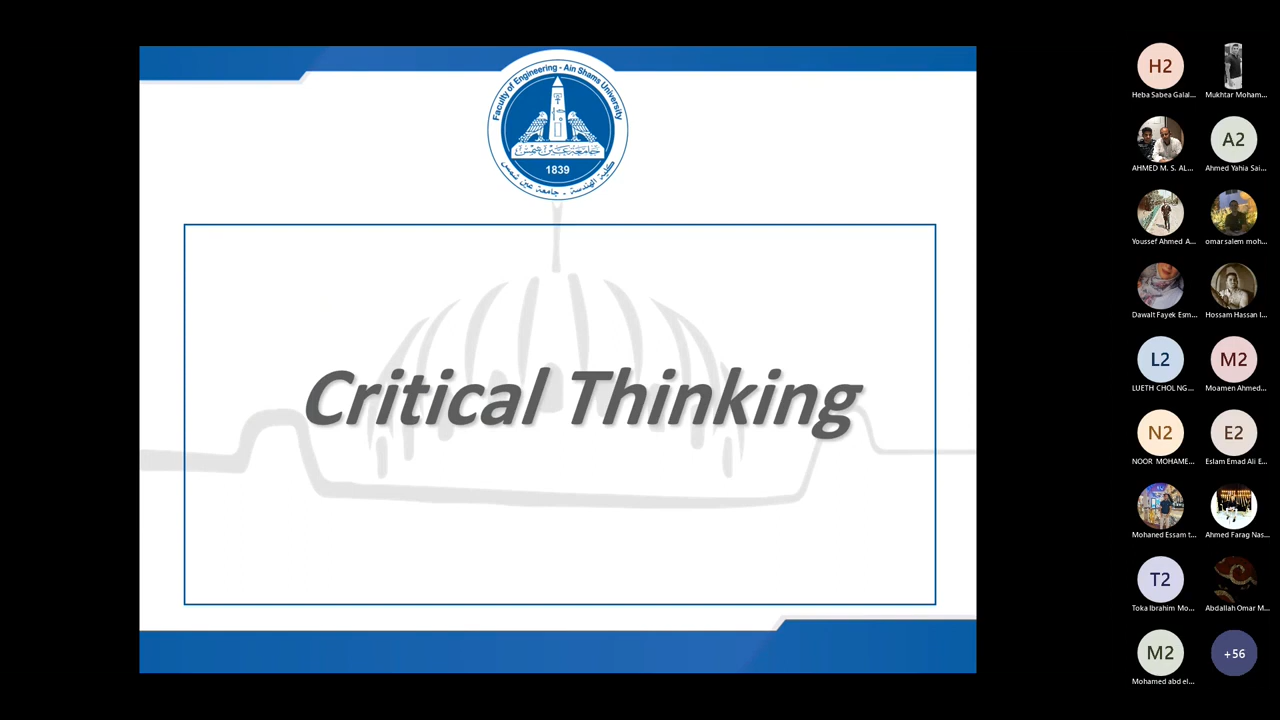 Faculty of Engineering - Ain Shams University
جامعة عين شمس
1839
كلية الهندسة - جامعة عين شمس
Critical Thinking
H2
Heba Sabea Galal...
Mukhtar Moham...
AHMED M. S. AL...
A2
Ahmed Yahia Sai...
Youssef Ahmed A...
omar salem moh...
Dawalt Fayek Esm...
Hossam Hassan I...
L2
LUETH CHOL NG...
M2
Moamen Ahmed...
N2
NOOR MOHAME...
E2
Eslam Emad Ali E...
Mohaned Essam t...
Ahmed Farag Nas...
T2
Toka Ibrahim Mo...
Abdallah Omar M...
M2
Mohamed abd el...
+56